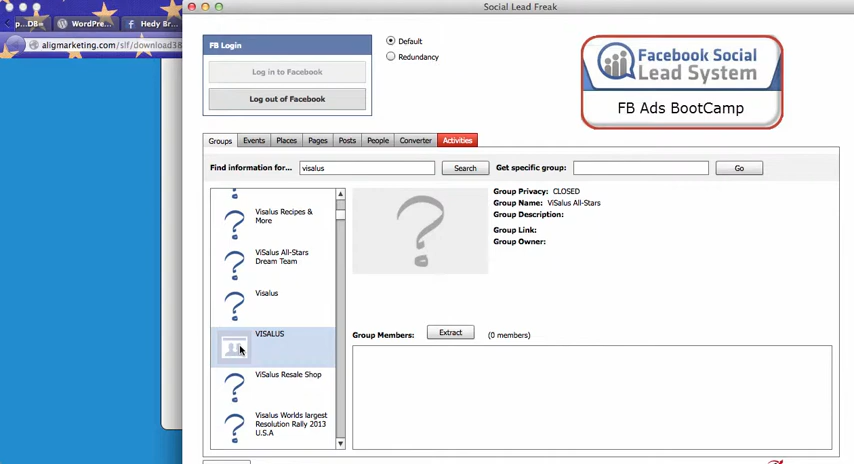 Social Lead Freak
p...DB=
WordPre...
Hedy Br...
aligmarketing.com/slf/download3
FB Login
Log in to Facebook
Log out of Facebook
Default
Redundancy
Facebook Social
Lead System
FB Ads BootCamp
Groups
Events
Places
Pages
Posts
People
Converter
Activities
Find information for...
visalus
Search
Get specific group:
Go
Visalus Recipes &
More
ViSalus All-Stars
Dream Team
Visalus
VISALUS
ViSalus Resale Shop
Visalus Worlds largest
Resolution Rally 2013
U.S.A
Group Privacy: CLOSED
Group Name: ViSalus All-Stars
Group Description:
Group Link:
Group Owner:
Group Members:
Extract
(0 members)